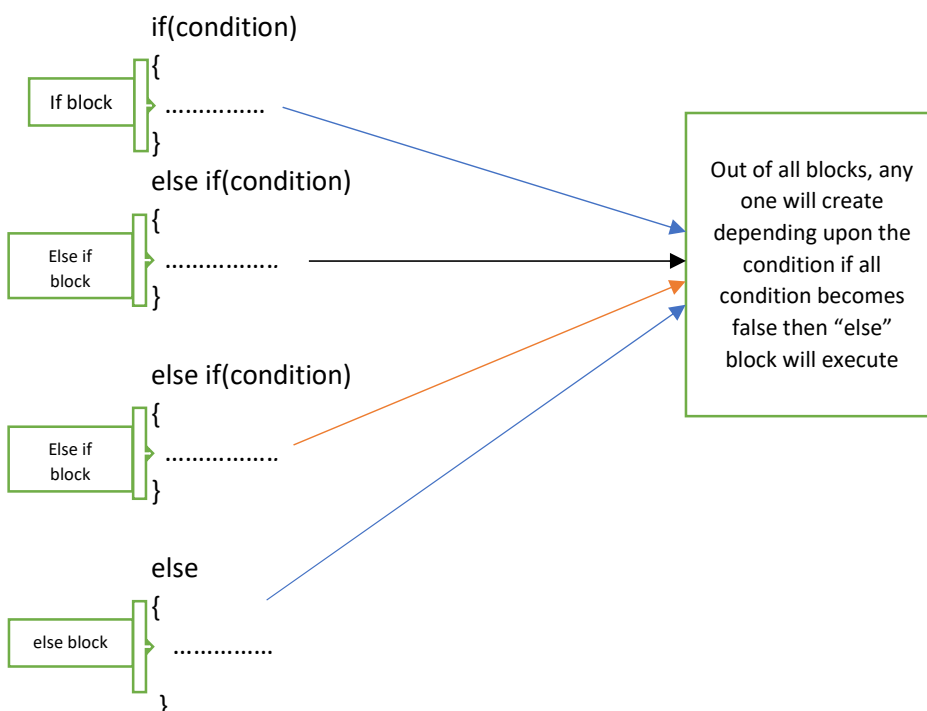 if(condition)
{
If block
……………
}
else if(condition)
{
Else if
block
……………..
}
else if(condition)
{
Else if
block
……………..
}
else
{
else block
……………
}
Out of all blocks, any
one will create
depending upon the
condition if all
condition becomes
false then “else”
block will execute